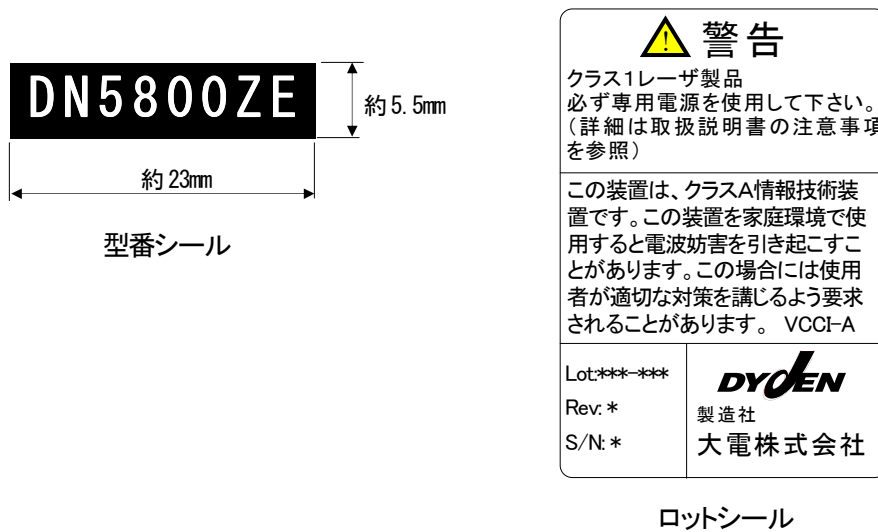 DN5800ZE
約5.5mm
約23mm
型番シール
警告
クラス1レーザ製品
必ず専用電源を使用して下さい。
(詳細は取扱説明書の注意事項
を参照)
この装置は、クラスA情報技術装
置です。この装置を家庭環境で使
用すると電波妨害を引き起こすこ
とがあります。この場合には使用
者が適切な対策を講じるよう要求
されることがあります。 VCCI-A
Lot:***-***
Rev: *
S/N: *
DYDEN
製造社
大電株式会社
ロットシール